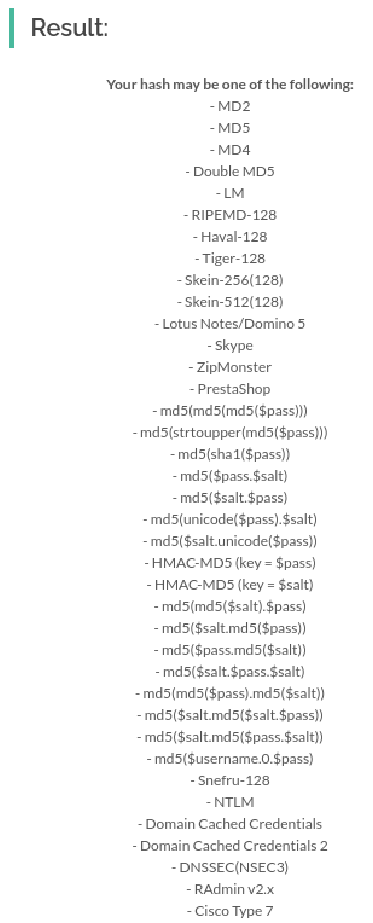 Result:
Your hash may be one of the following:
- MD2
- MD5
- MD4
- Double MD5
- LM
- RIPEMD-128
- Haval-128
- Tiger-128
- Skein-256(128)
- Skein-512(128)
- Lotus Notes/Domino 5
- Skype
- ZipMonster
- PrestaShop
- md5(md5(md5($pass)))
- md5(strtoupper(md5($pass)))
- md5(sha1($pass))
- md5($pass.$salt)
- md5($salt.$pass)
- md5(unicode($pass).$salt)
- md5($salt.unicode($pass))
- HMAC-MD5 (key = $pass)
- HMAC-MD5 (key = $salt)
- md5(md5($salt).$pass)
- md5($salt.md5($pass))
- md5($pass.md5($salt))
- md5($salt.$pass.$salt)
- md5(md5($pass).md5($salt))
- md5($salt.md5($salt.$pass))
- md5($salt.md5($pass.$salt))
- md5($username.0.$pass)
- Snefru-128
- NTLM
- Domain Cached Credentials
- Domain Cached Credentials 2
- DNSSEC(NSEC3)
- RAdmin v2.x
- Cisco Type 7